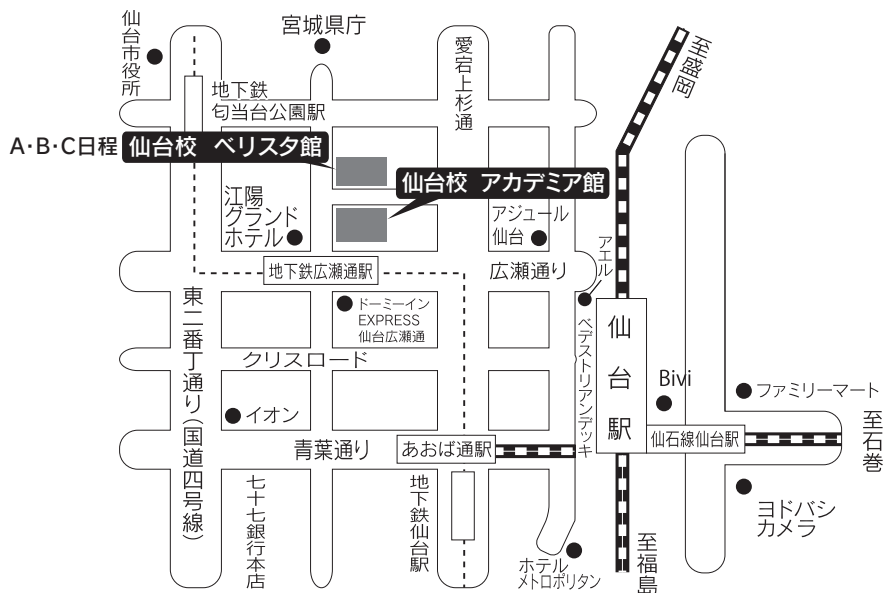 仙台市役所
宮城県庁
愛宕上杉通
至盛岡
地下鉄
勾当台公園駅
A・B・C日程
仙台校 ベリスタ館
仙台校 アカデミア館
江陽
グランド
ホテル
アジュール
仙台
アエル
地下鉄広瀬通駅
広瀬通り
ドーミーイン
EXPRESS
仙台広瀬通
東二番丁通り(国道四号線)
ペデストリアンデッキ
仙台駅
クリスロード
Bivi
ファミリーマート
イオン
青葉通り
あおば通駅
仙石線仙台駅
至石巻
七十七銀行本店
地下鉄仙台駅
ヨドバシ
カメラ
ホテル
メトロポリタン
至福島